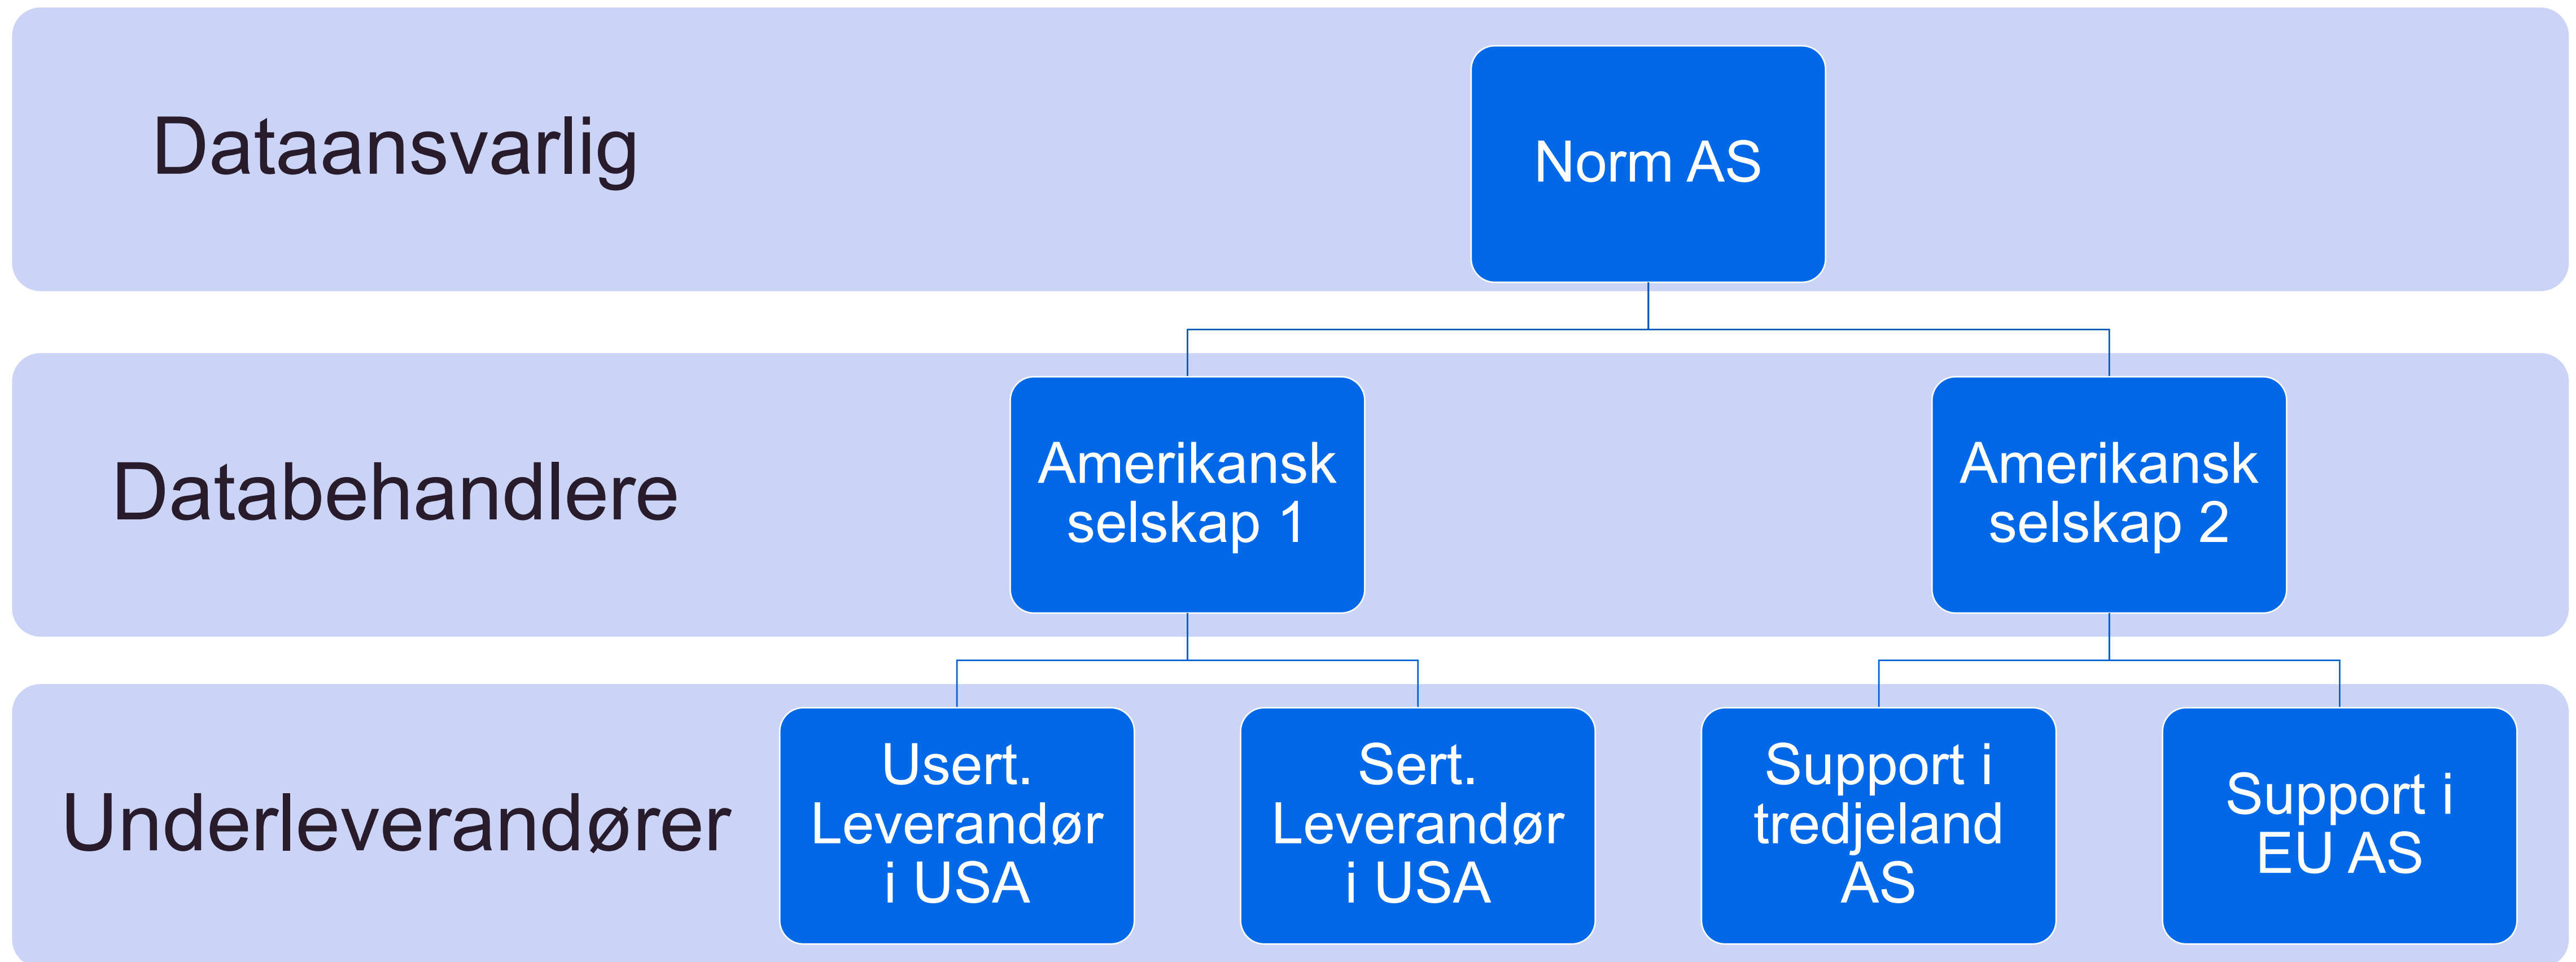 Dataansvarlig
Norm AS
Databehandlere
Amerikansk
selskap 1
Amerikansk
selskap 2
Underleverandører
Usert.
Leverandør
i USA
Sert.
Leverandør
i USA
Support i
tredjeland
AS
Support i
EU AS